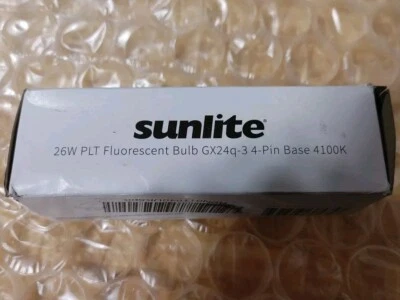 sunlite
26W PLT Fluorescent Bulb GX24q-3 4-Pin Base 4100K